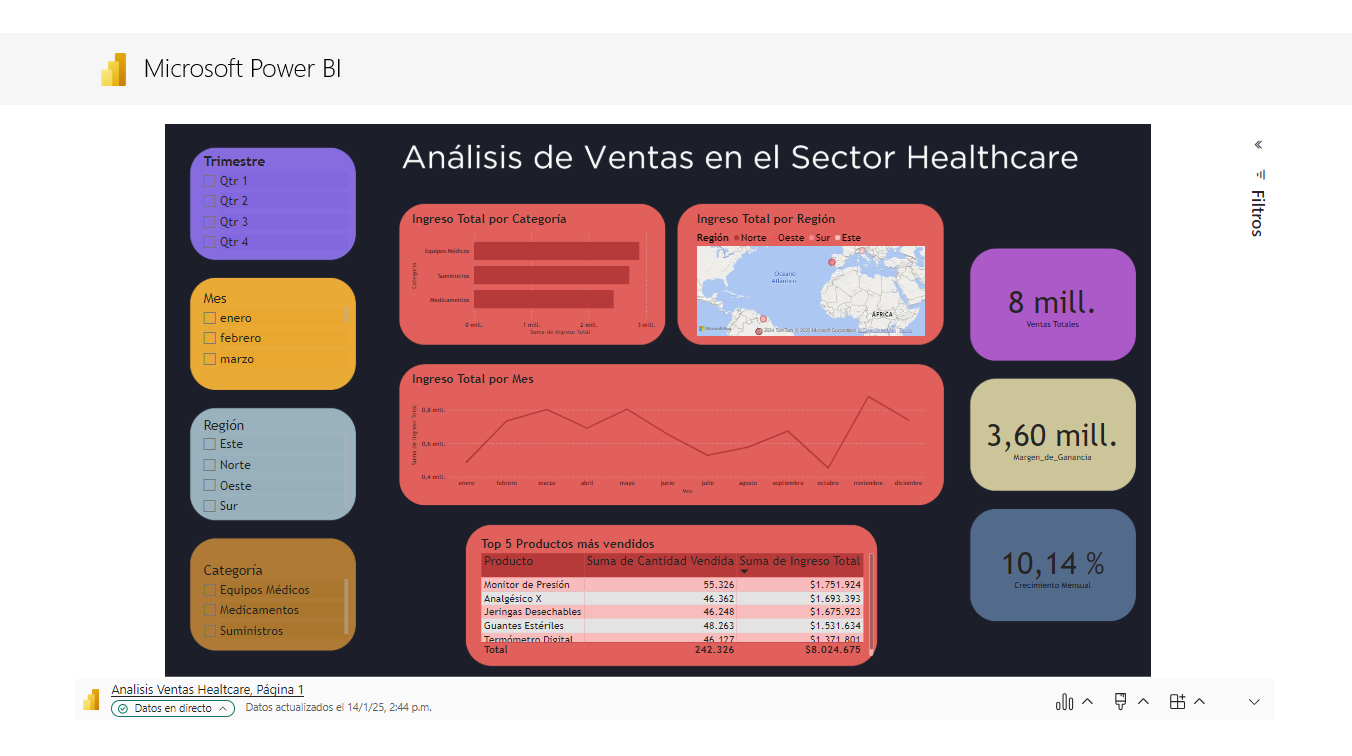 Microsoft Power BI
Análisis de Ventas en el Sector Healthcare
Trimestre
Qtr 1
Qtr 2
Qtr 3
Qtr 4
Mes
enero
febrero
marzo
Región
Este
Norte
Oeste
Sur
Categoría
Equipos Médicos
Medicamentos
Suministros
Ingreso Total por Categoría
Categoría
Equipos Médicos
Suministros
Medicamentos
0 mill. 1 mill. 2 mill. 3 mill.
Suma de Ingreso Total
Ingreso Total por Región
Región Norte Oeste Sur Este
Océano
Atlántico
ÁFRICA
Ingreso Total por Mes
Suma de Ingreso Total
0,8 mill.
0,6 mill.
0,4 mill.
enero febrero marzo abril mayo junio julio agosto septiembre octubre noviembre diciembre
Mes
Top 5 Productos más vendidos
Producto Suma de Cantidad Vendida Suma de Ingreso Total
Monitor de Presión 55.326 $1.751.924
Analgésico X 46.362 $1.693.393
Jeringas Desechables 46.248 $1.675.923
Guantes Estériles 48.263 $1.531.634
Termómetro Digital 46.127 $1.371.801
Total 242.326 $8.024.675
8 mill.
Ventas Totales
3,60 mill.
Margen_de_Ganancia
10,14 %
Crecimiento Mensual
Filtros
Analisis Ventas Healtcare, Página 1
Datos en directo
Datos actualizados el 14/1/25, 2:44 p.m.